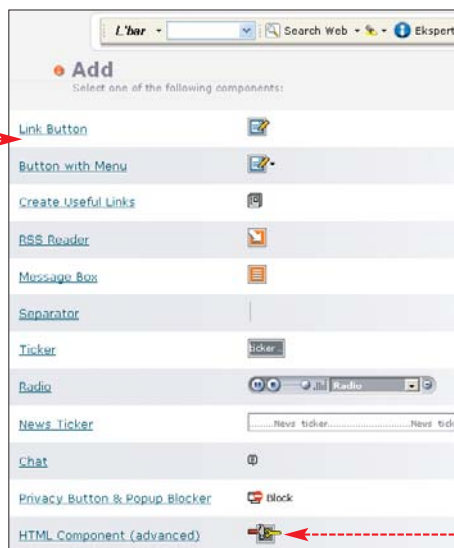 L'bar Search Web Ekspert
Add
Select one of the following components:
Link Button
Button with Menu
Create Useful Links
RSS Reader
Message Box
Separator
Ticker ticker..
Radio Radio
News Ticker ........News ticker..............................News tick
Chat
Privacy Button & Popup Blocker Block
HTML Component (advanced)